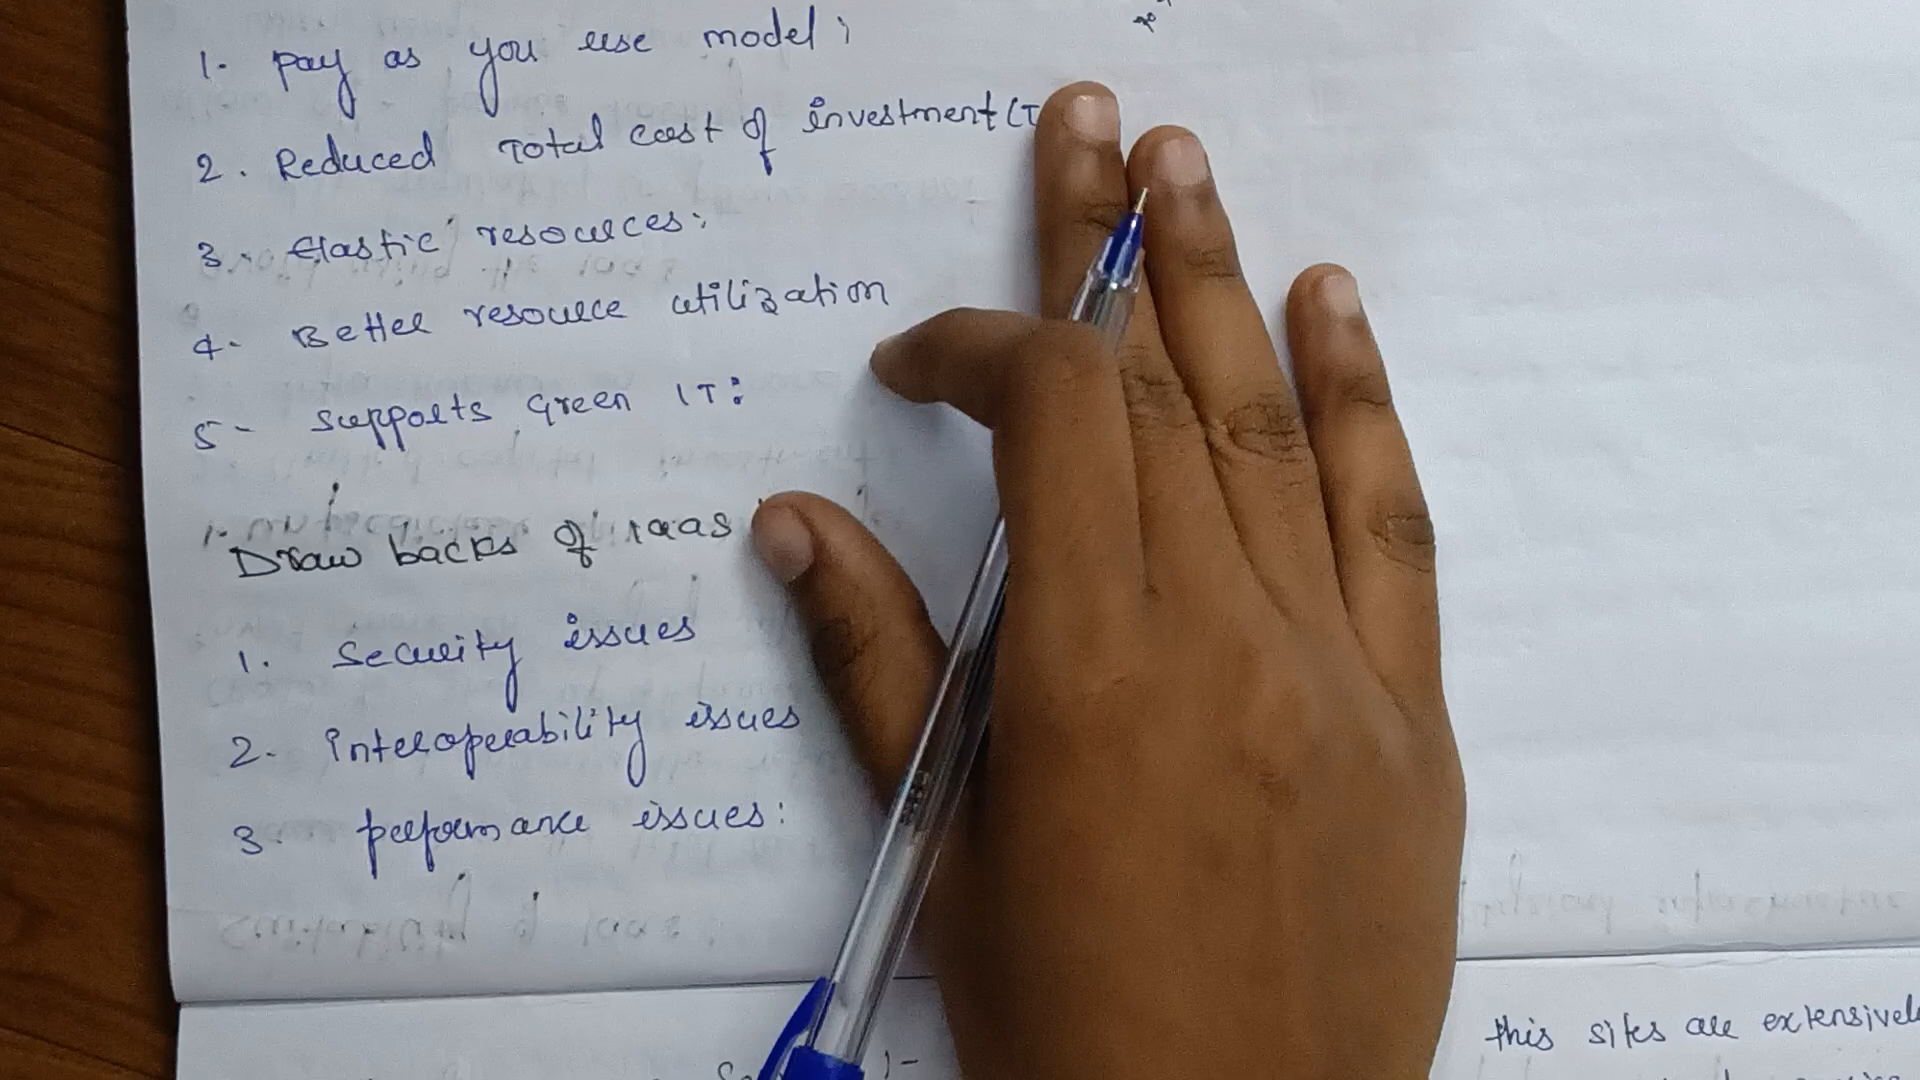 1. pay as you use model:
2. Reduced Total cost of investment (T
3. Elastic resources:
4. Better resource utilization
5- supports Green IT:
Draw backs of iaas
1. Security issues
2. Interoperability issues
3. performance issues:
this sites are extensively